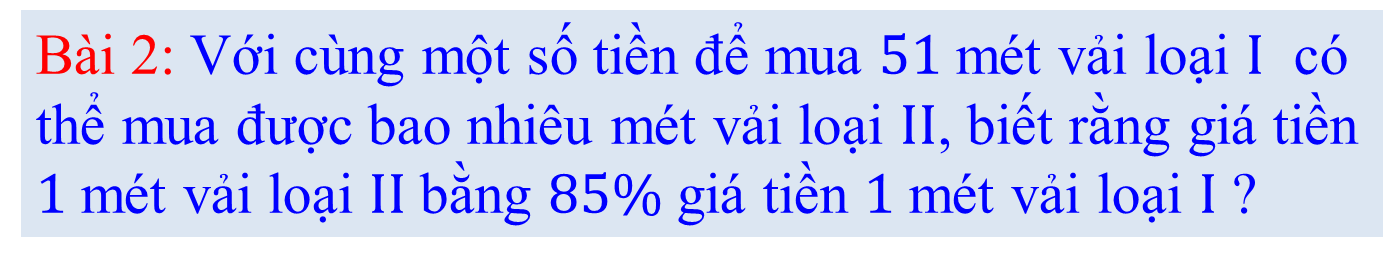 Bài 2: Với cùng một số tiền để mua 51 mét vải loại I có
thể mua được bao nhiêu mét vải loại II, biết rằng giá tiền
1 mét vải loại II bằng 85% giá tiền 1 mét vải loại I ?